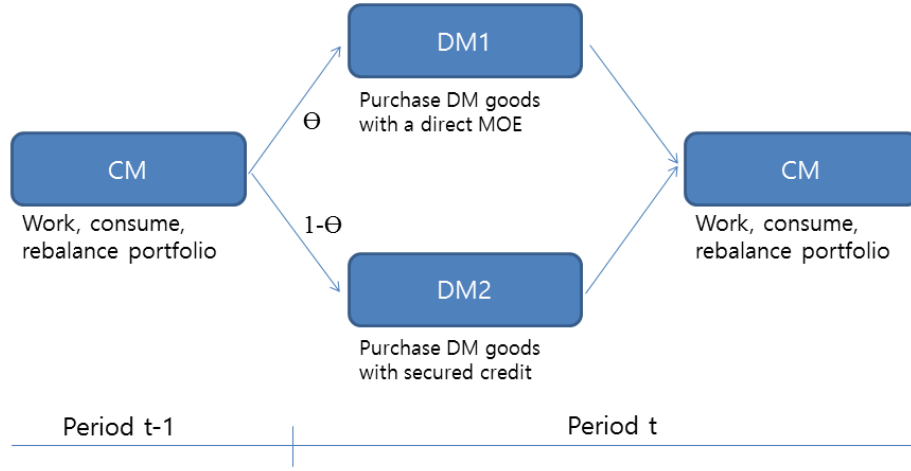 DM1
Purchase DM goods
with a direct MOE
Ɵ
CM
Work, consume,
rebalance portfolio
CM
Work, consume,
rebalance portfolio
1-Ɵ
DM2
Purchase DM goods
with secured credit
Period t-1
Period t